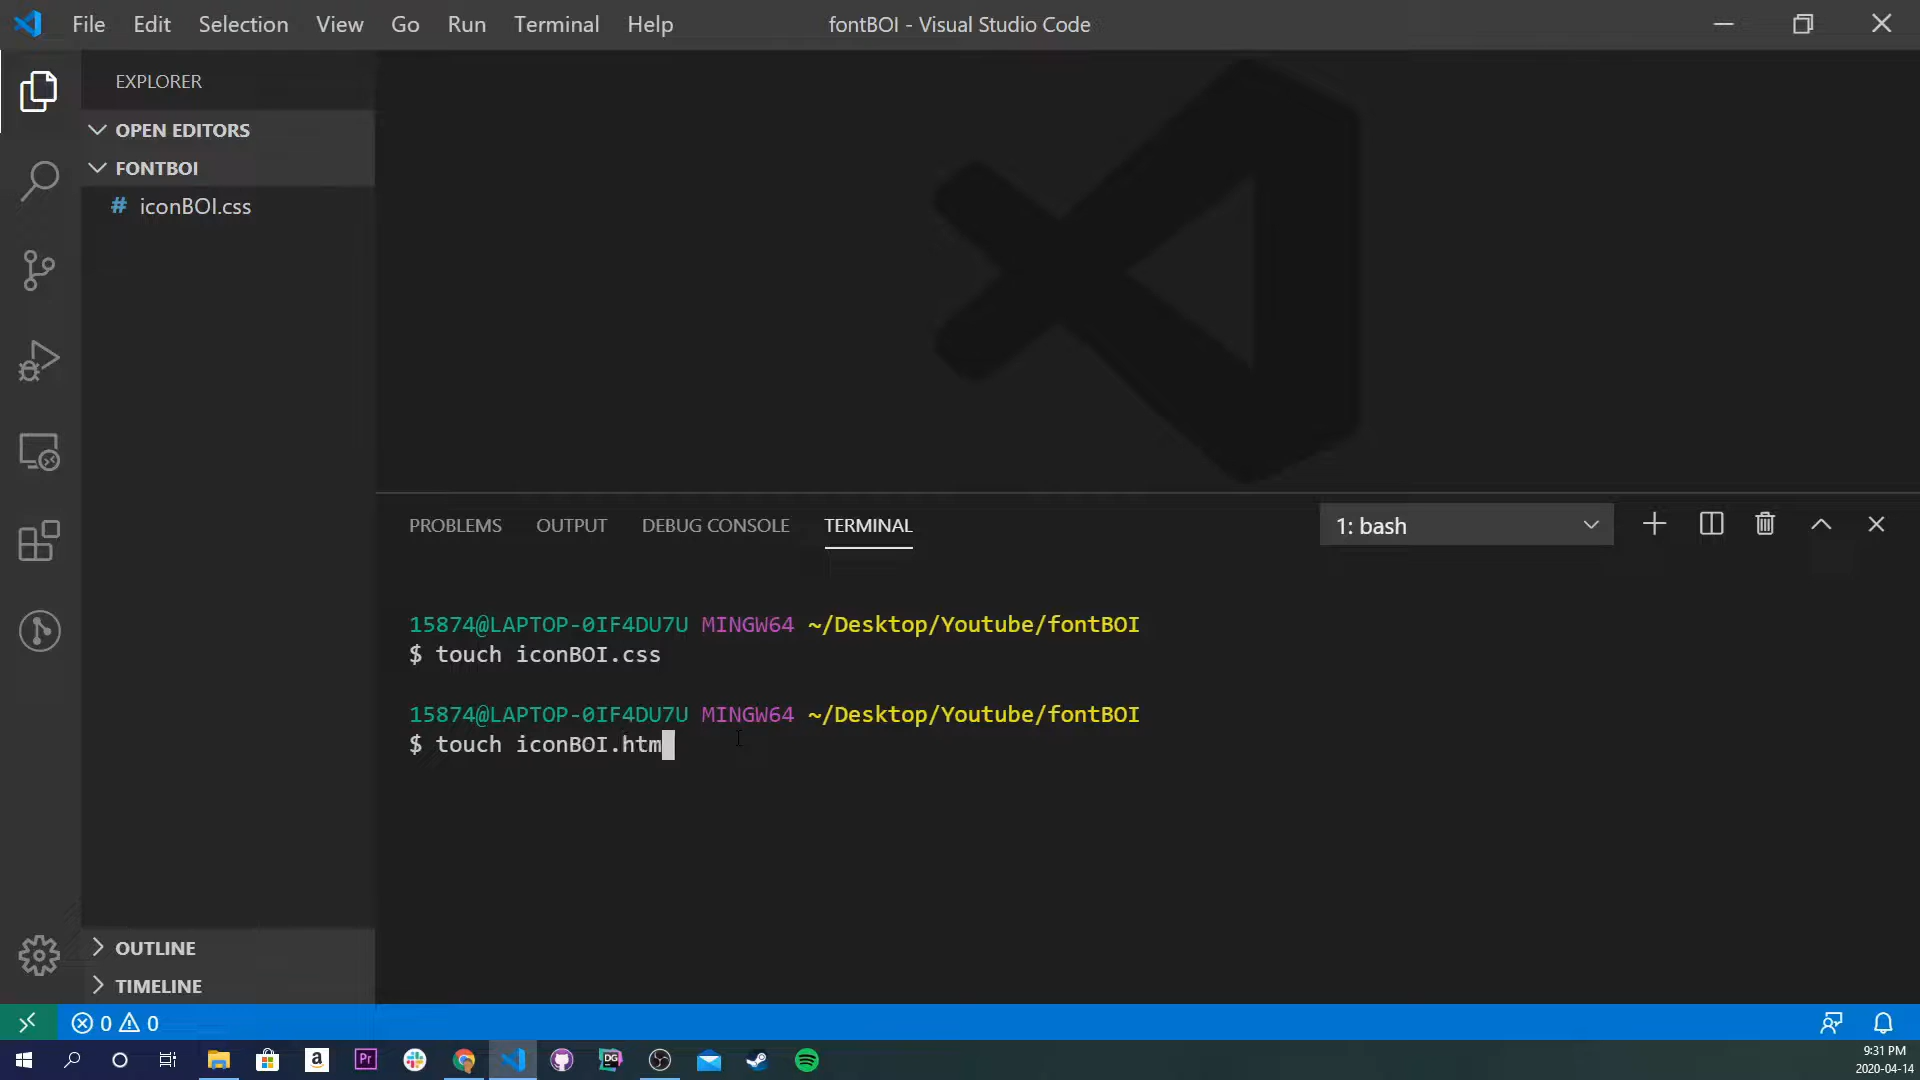 File Edit Selection View Go Run Terminal Help
fontBOI - Visual Studio Code
EXPLORER
OPEN EDITORS
FONTBOI
# iconBOI.css
PROBLEMS OUTPUT DEBUG CONSOLE TERMINAL
1: bash
15874@LAPTOP-0IF4DU7U MINGW64 ~/Desktop/Youtube/fontBOI
$ touch iconBOI.css
15874@LAPTOP-0IF4DU7U MINGW64 ~/Desktop/Youtube/fontBOI
$ touch iconBOI.htm
OUTLINE
TIMELINE
0 0
a
Pr
DG
9:31 PM
2020-04-14